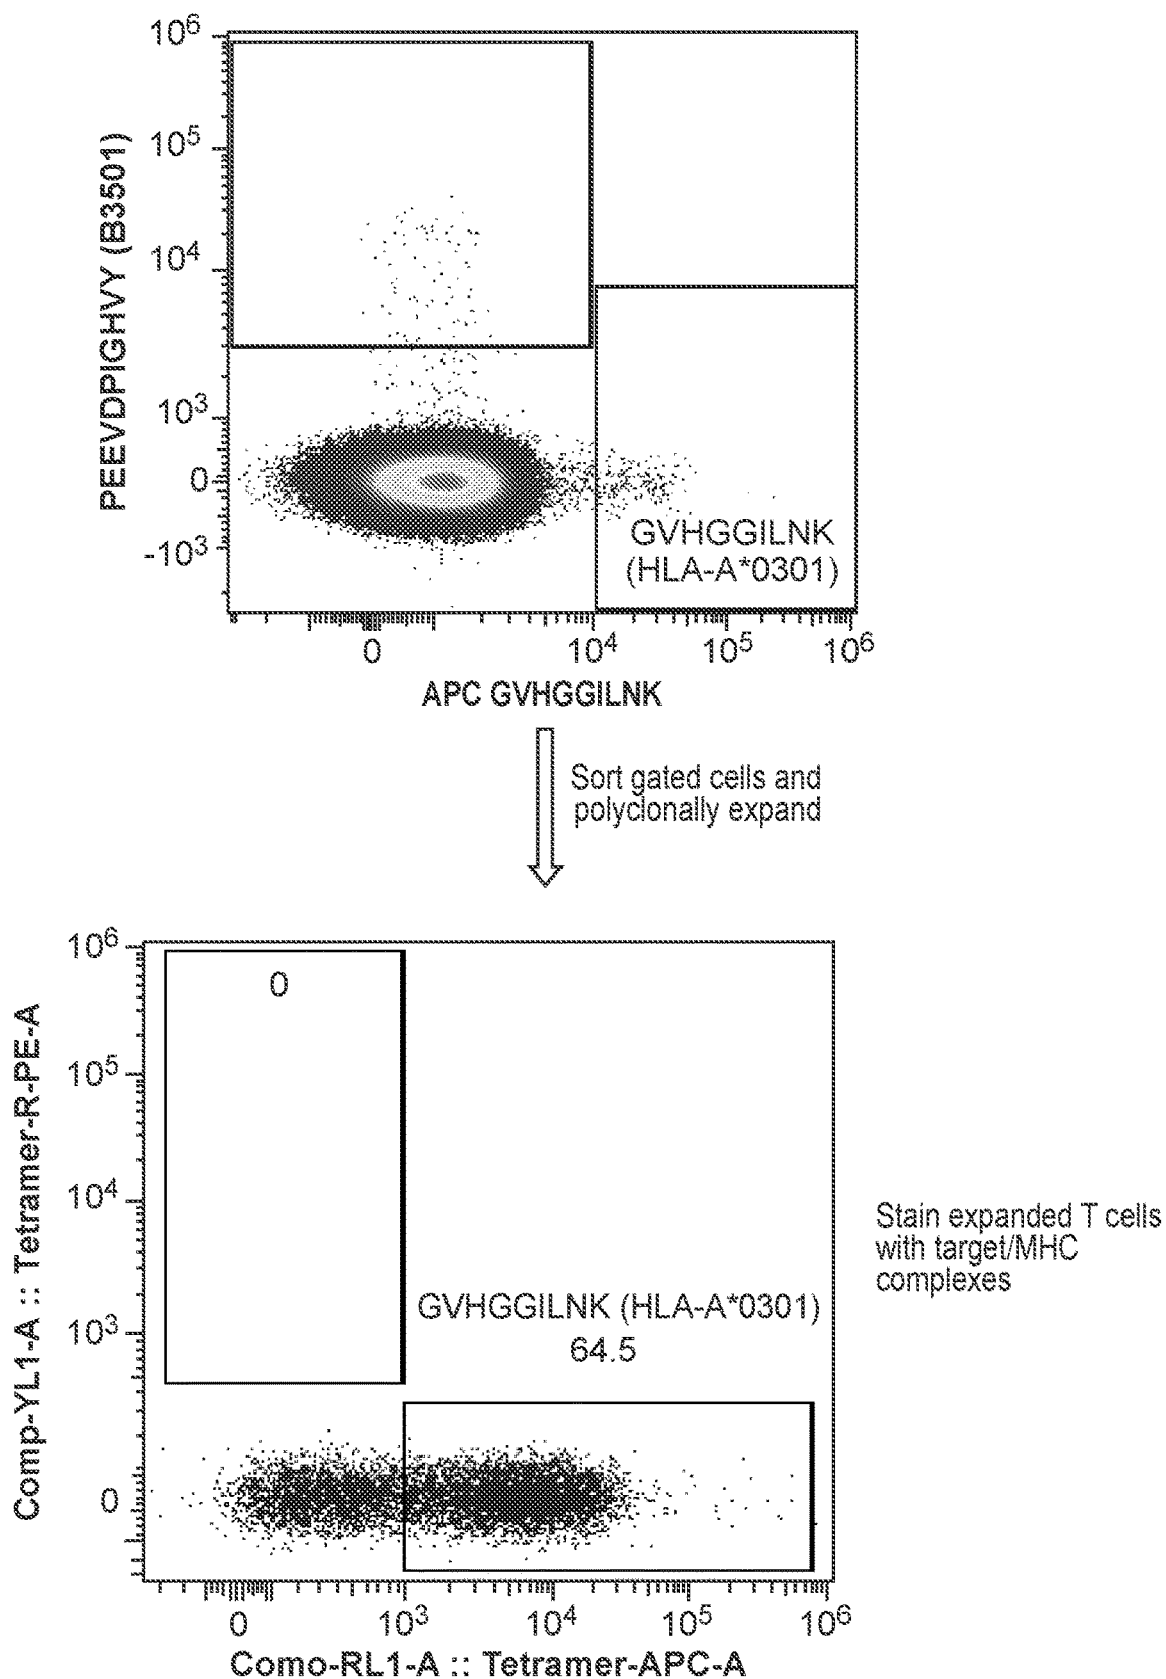 10^6
10^5
10^4
10^3
0
-10^3
PEEVDPIGHVY (B3501)
GVHGGILNK
(HLA-A*0301)
0 10^4 10^5 10^6
APC GVHGGILNK
Sort gated cells and
polyclonally expand
10^6
10^5
10^4
10^3
0
Comp-YL1-A :: Tetramer-R-PE-A
0
GVHGGILNK (HLA-A*0301)
64.5
0 10^3 10^4 10^5 10^6
Como-RL1-A :: Tetramer-APC-A
Stain expanded T cells
with target/MHC
complexes